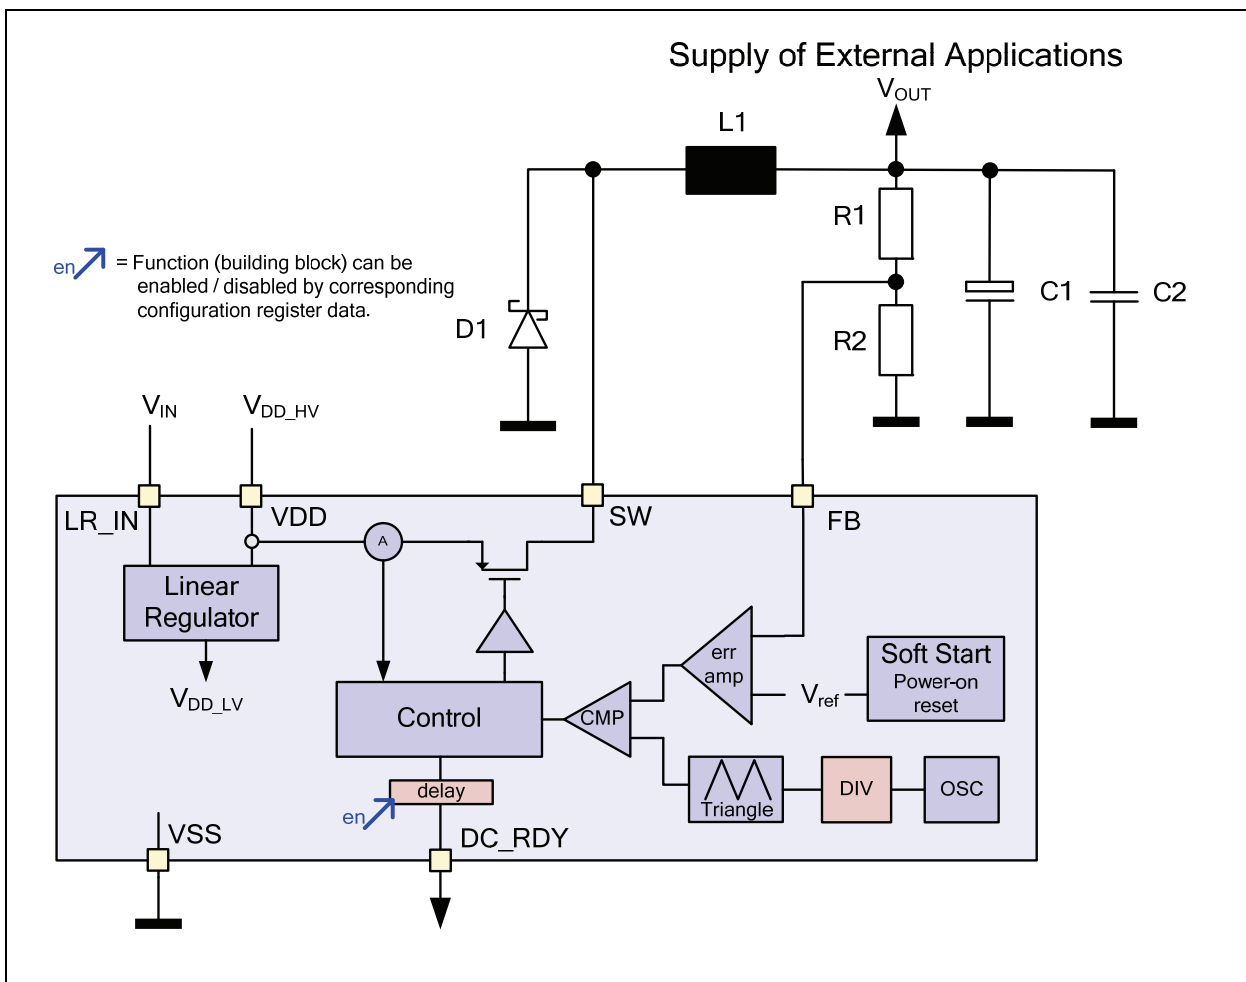 Supply of External Applications
VOUT
L1
R1
en = Function (building block) can be
enabled / disabled by corresponding
configuration register data.
D1
R2
C1
C2
VIN
VDD_HV
LR_IN
VDD
SW
FB
A
Linear
Regulator
VDD_LV
err
amp
Vref
Soft Start
Power-on
reset
Control
CMP
delay
en
Triangle
DIV
OSC
VSS
DC_RDY